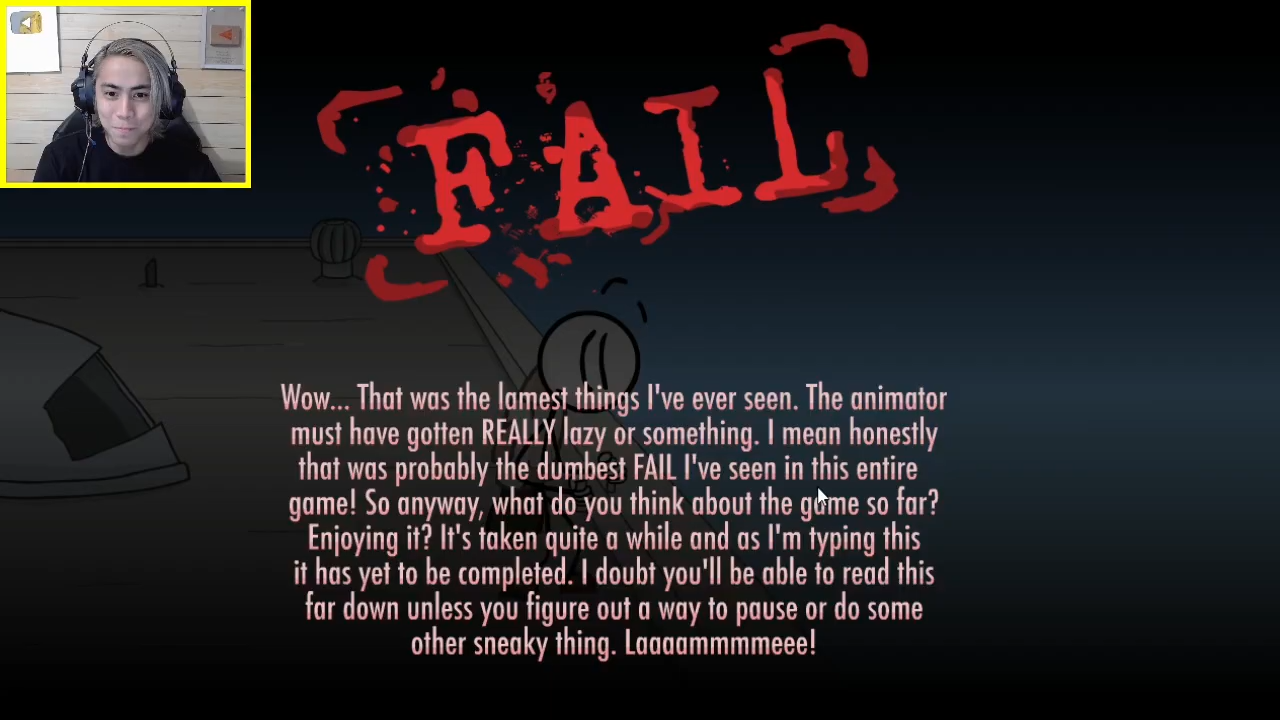 FAIL
Wow... That was the lamest things I've ever seen. The animator
must have gotten REALLY lazy or something. I mean honestly
that was probably the dumbest FAIL I've seen in this entire
game! So anyway, what do you think about the game so far?
Enjoying it? It's taken quite a while and as I'm typing this
it has yet to be completed. I doubt you'll be able to read this
far down unless you figure out a way to pause or do some
other sneaky thing. Laaaammmmeee!